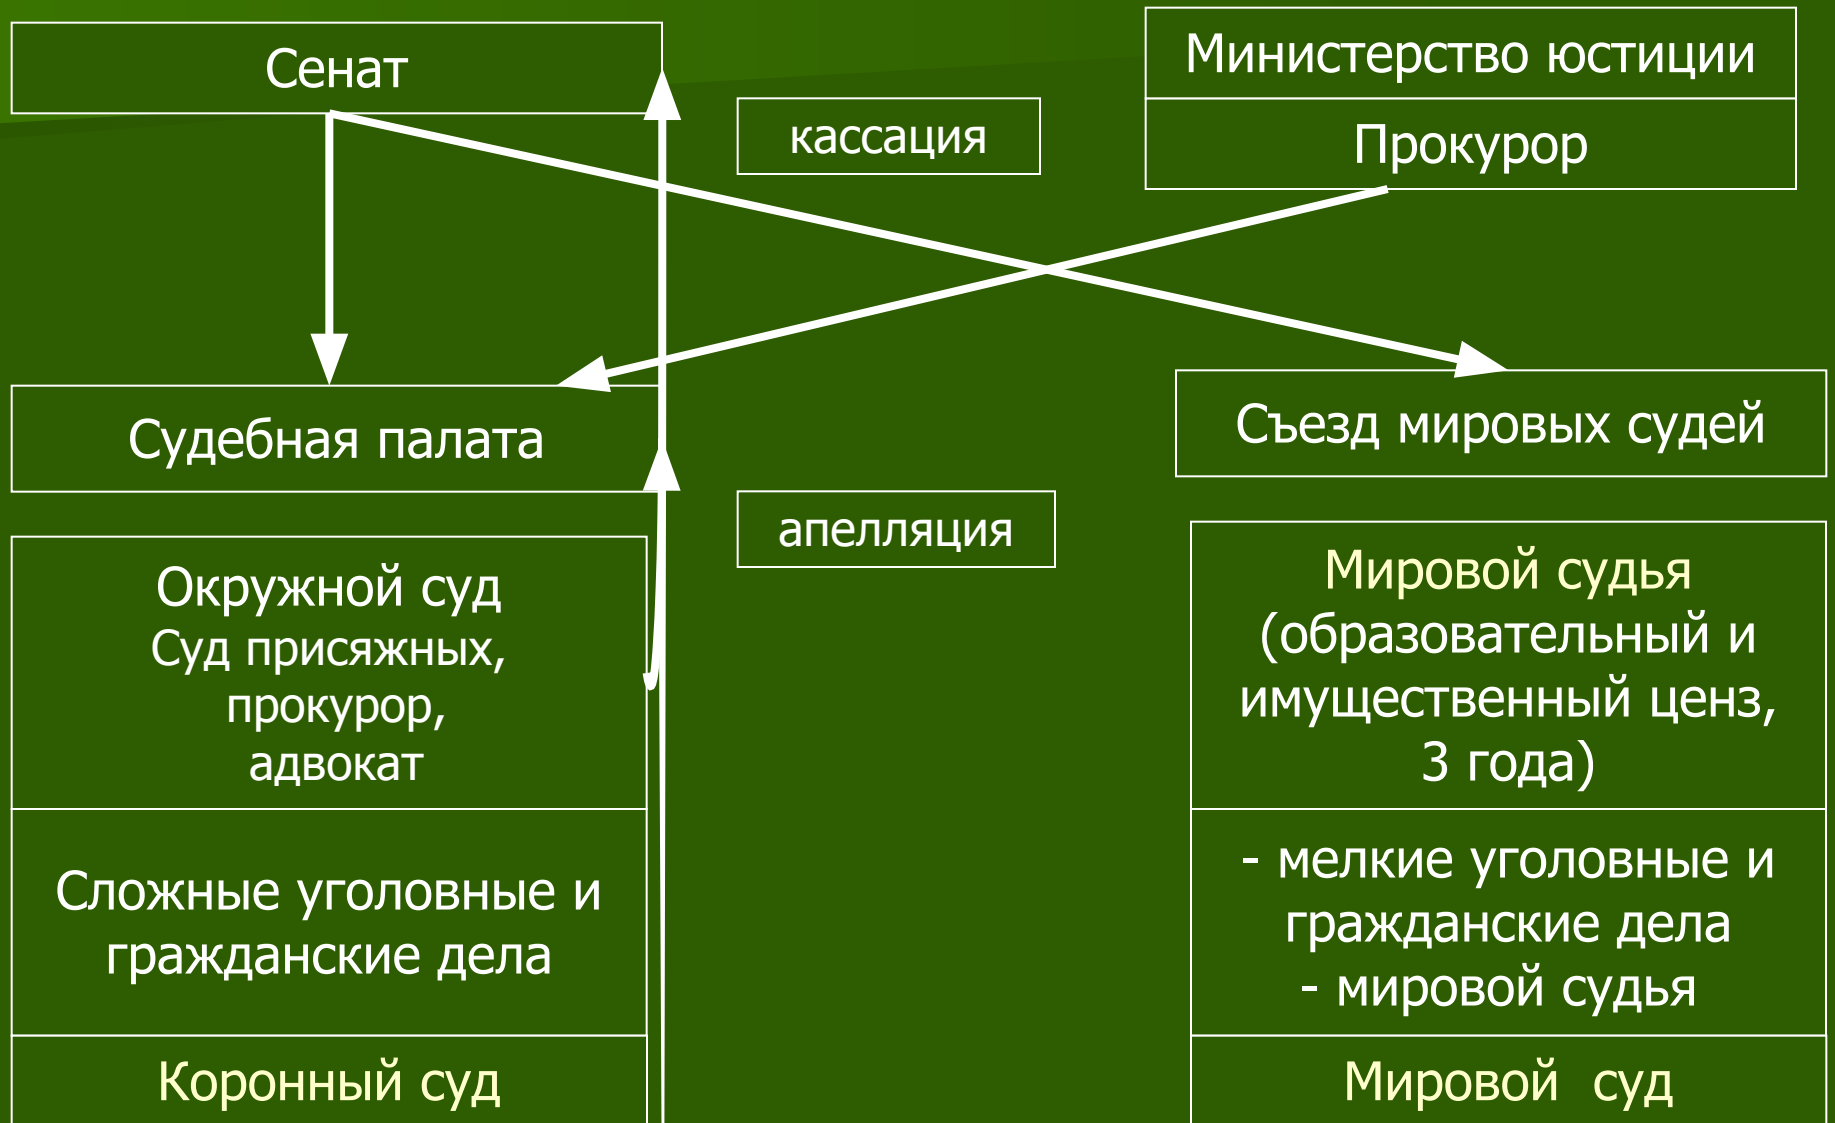 Сенат
Министерство юстиции
кассация
Прокурор
Судебная палата
Съезд мировых судей
апелляция
Окружной суд
Суд присяжных,
прокурор,
адвокат
Мировой судья
(образовательный и
имущественный ценз,
3 года)
Сложные уголовные и
гражданские дела
- мелкие уголовные и
гражданские дела
- мировой судья
Коронный суд
Мировой суд